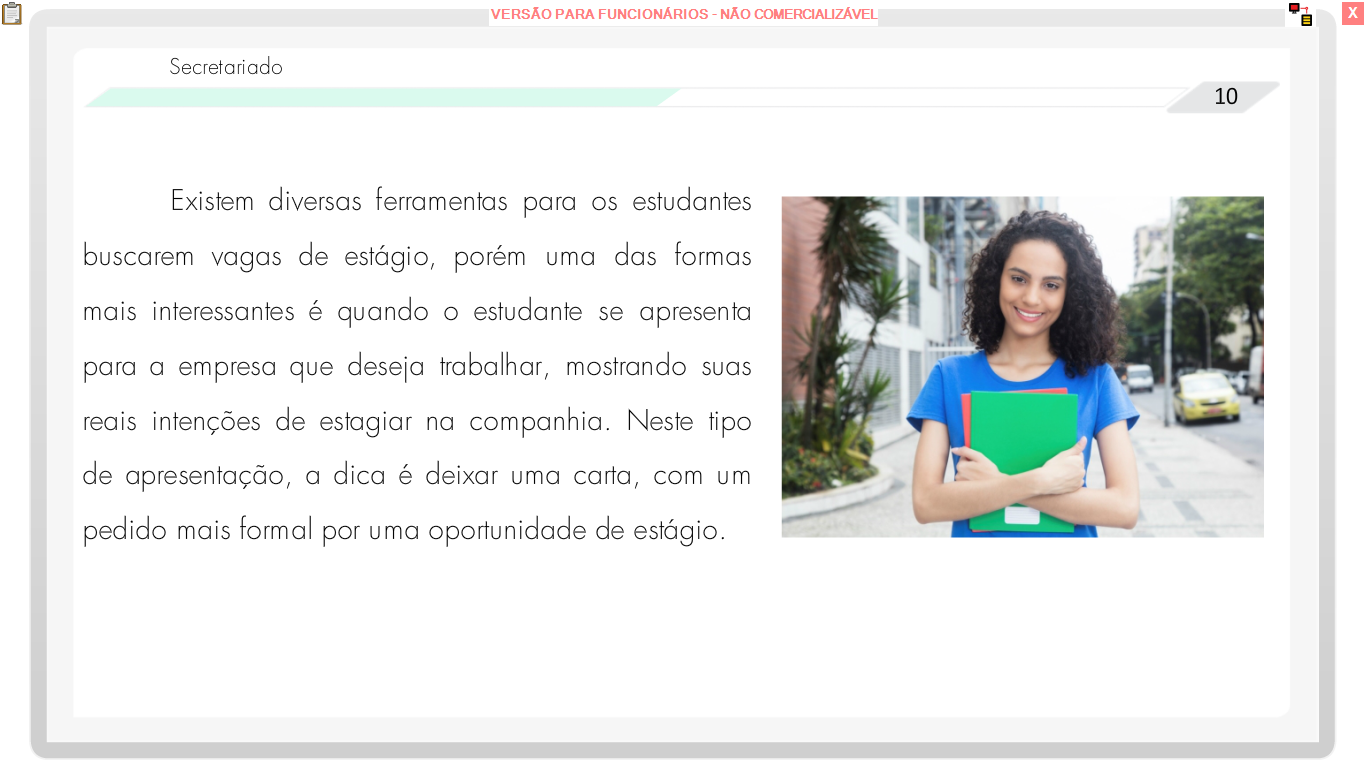 VERSÃO PARA FUNCIONÁRIOS - NÃO COMERCIALIZÁVEL
X
Secretariado
10
Existem diversas ferramentas para os estudantes
buscarem vagas de estágio, porém uma das formas
mais interessantes é quando o estudante se apresenta
para a empresa que deseja trabalhar, mostrando suas
reais intenções de estagiar na companhia. Neste tipo
de apresentação, a dica é deixar uma carta, com um
pedido mais formal por uma oportunidade de estágio.